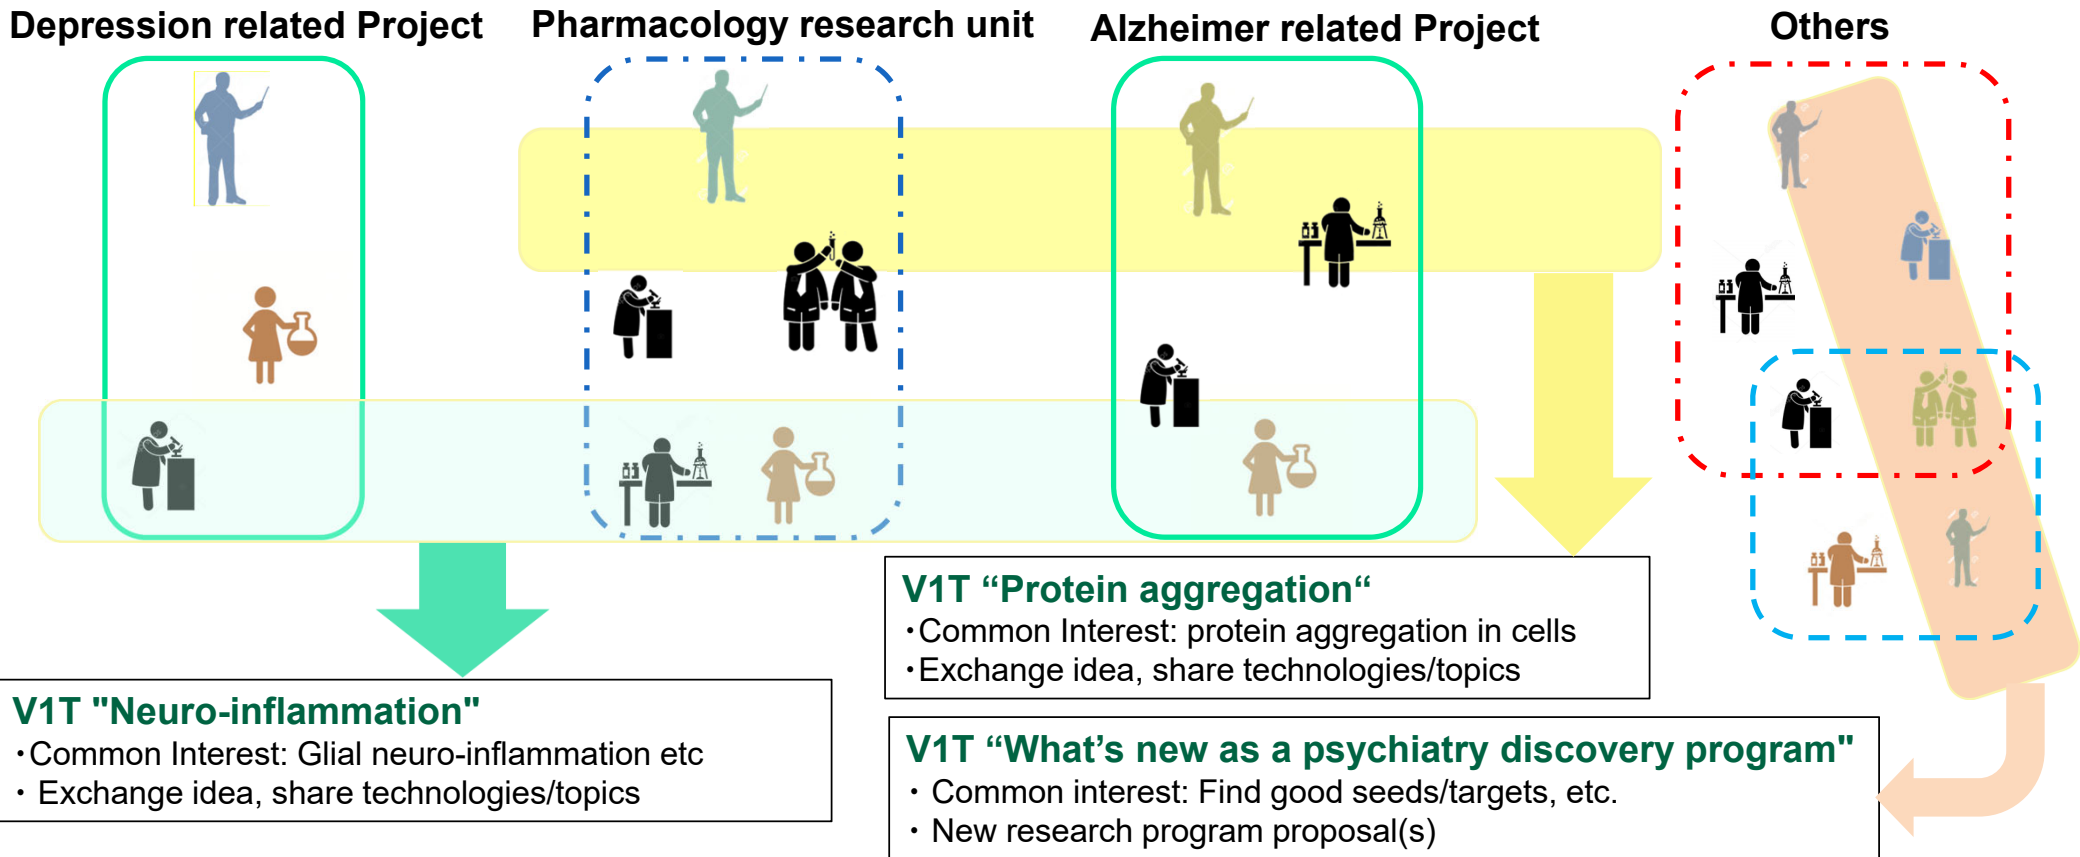 Depression related Project
Pharmacology research unit
Alzheimer related Project
Others
V1T “Protein aggregation“
・Common Interest: protein aggregation in cells
・Exchange idea, share technologies/topics
V1T "Neuro-inflammation"
・Common Interest: Glial neuro-inflammation etc
・ Exchange idea, share technologies/topics
V1T “What’s new as a psychiatry discovery program"
・ Common interest: Find good seeds/targets, etc.
・ New research program proposal(s)